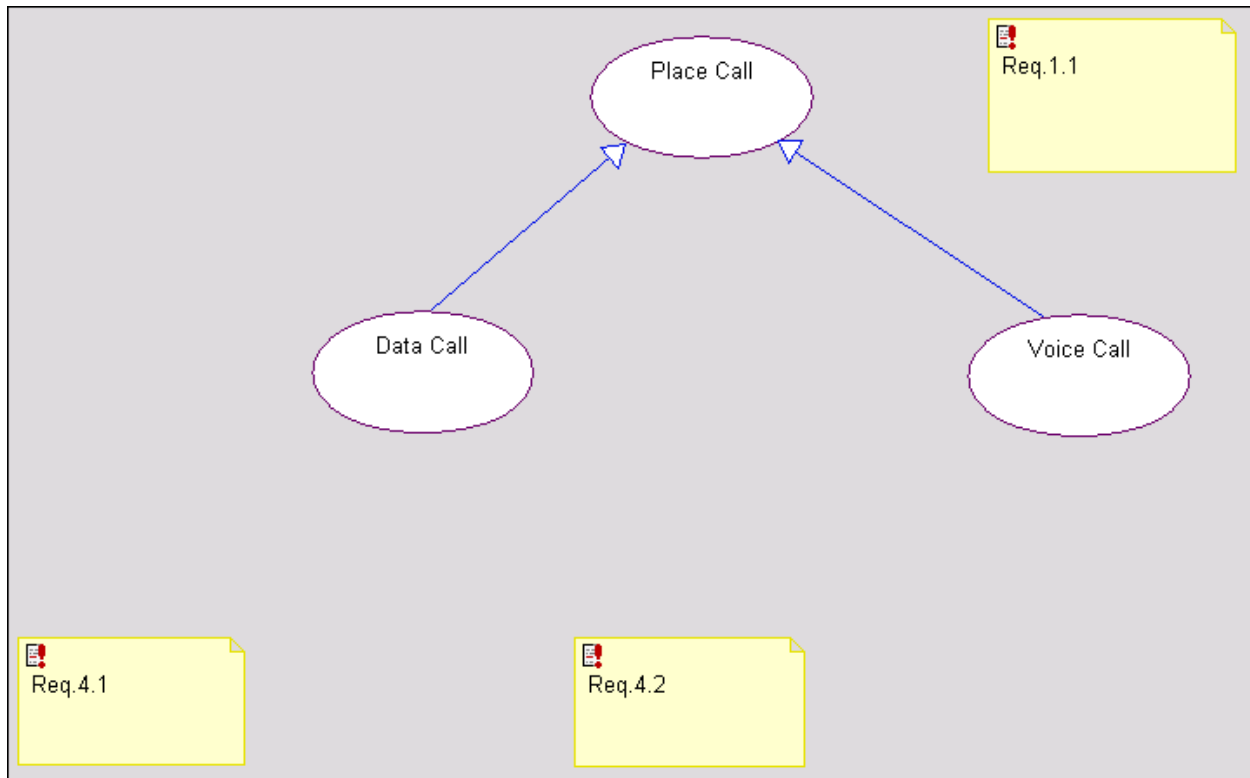 Place Call
Req.1.1
Data Call
Voice Call
Req.4.1
Req.4.2